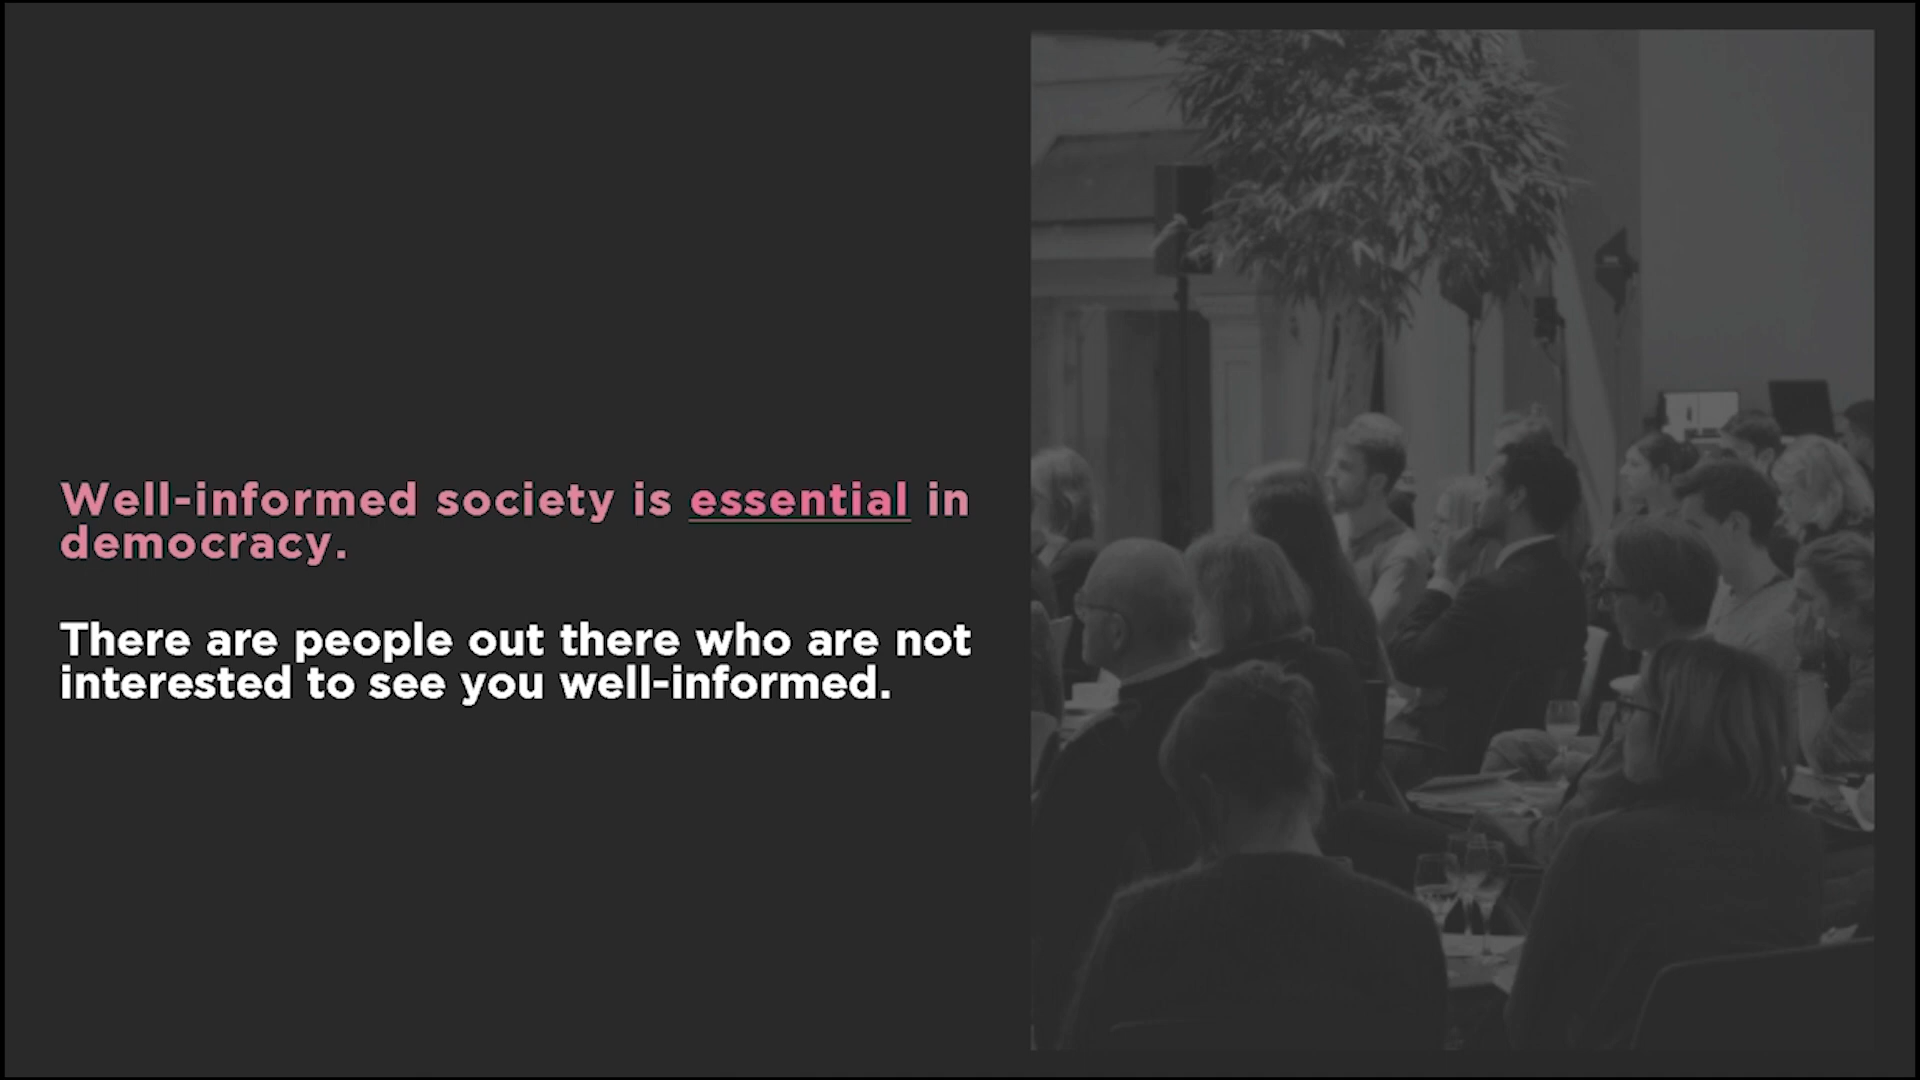 Well-informed society is essential in
democracy.
There are people out there who are not
interested to see you well-informed.